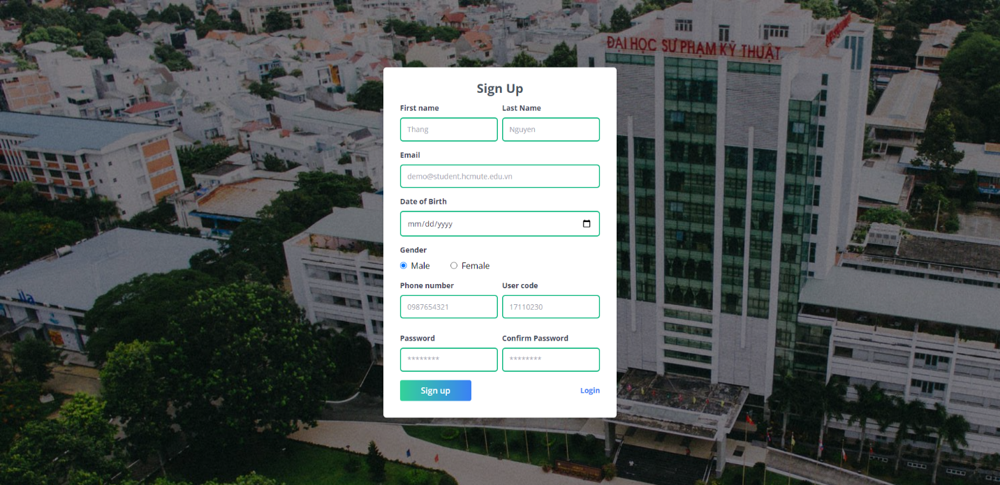 ĐẠI HỌC SƯ PHẠM KỸ THUẬT
Sign Up
First name Last Name
Thang Nguyen
Email
demo@student.hcmute.edu.vn
Date of Birth
mm/dd/yyyy
Gender
Male Female
Phone number User code
0987654321 17110230
Password Confirm Password
******** ********
Sign up Login
ila